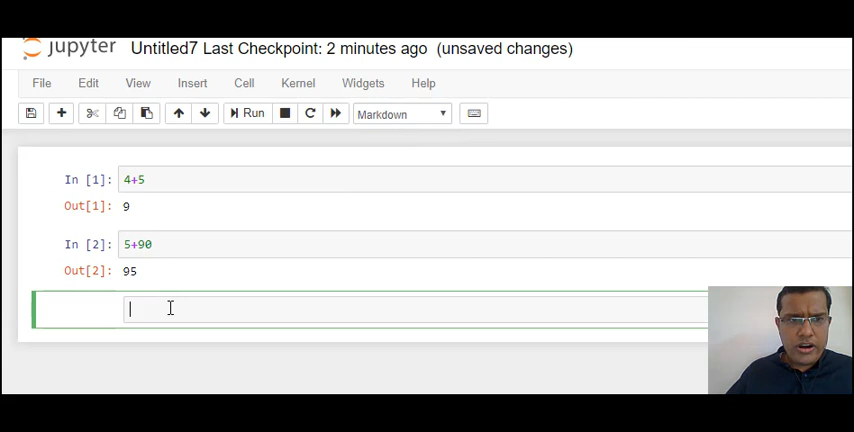 jupyter Untitled7 Last Checkpoint: 2 minutes ago (unsaved changes)
File Edit View Insert Cell Kernel Widgets Help
Run Markdown
In [1]: 4+5
Out[1]: 9
In [2]: 5+90
Out[2]: 95